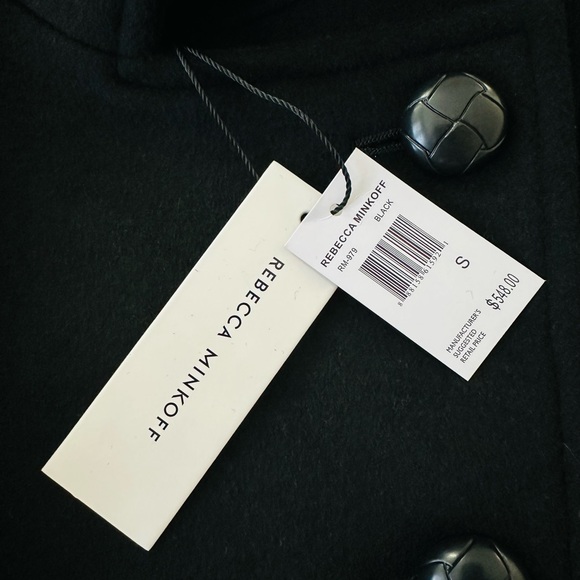 REBECCA MINKOFF
REBECCA MINKOFF
RM-979 BLACK
S
MANUFACTURER'S
SUGGESTED
RETAIL PRICE
$548.00